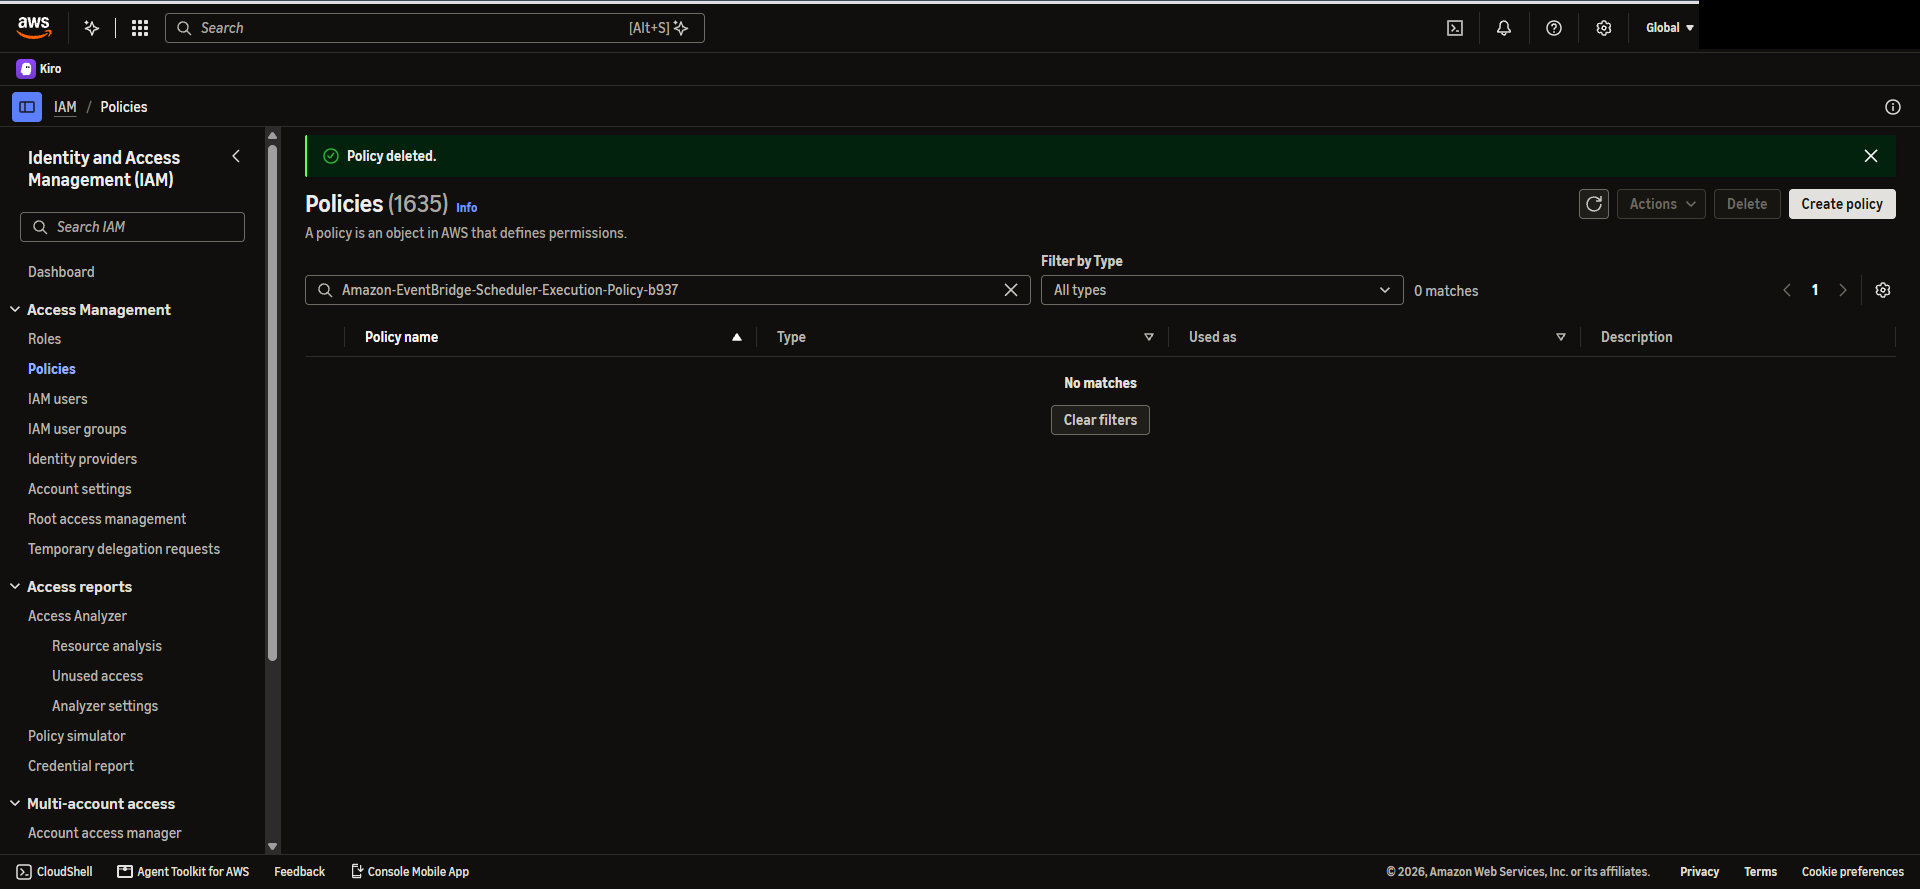 aws
Search [Alt+S]
Global
Kiro
IAM / Policies
Identity and Access
Management (IAM)
Search IAM
Dashboard
Access Management
Roles
Policies
IAM users
IAM user groups
Identity providers
Account settings
Root access management
Temporary delegation requests
Access reports
Access Analyzer
Resource analysis
Unused access
Analyzer settings
Policy simulator
Credential report
Multi-account access
Account access manager
Policy deleted.
Policies (1635) Info
Actions Delete Create policy
A policy is an object in AWS that defines permissions.
Filter by Type
Amazon-EventBridge-Scheduler-Execution-Policy-b937 All types 0 matches 1
Policy name Type Used as Description
No matches
Clear filters
CloudShell Agent Toolkit for AWS Feedback Console Mobile App © 2026, Amazon Web Services, Inc. or its affiliates. Privacy Terms Cookie preferences